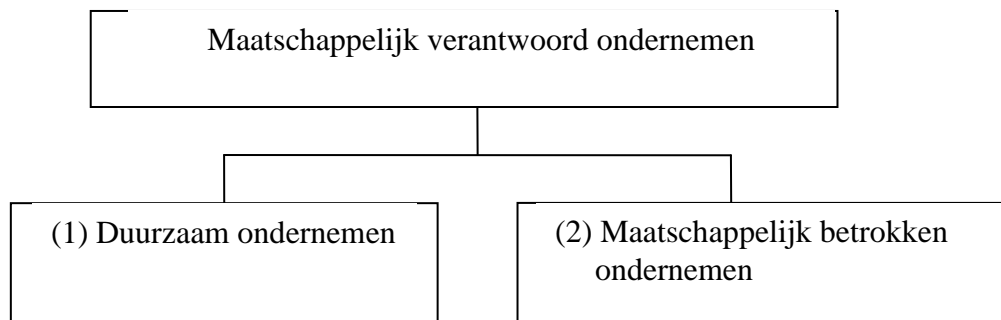 Maatschappelijk verantwoord ondernemen
(1) Duurzaam ondernemen
(2) Maatschappelijk betrokken
ondernemen